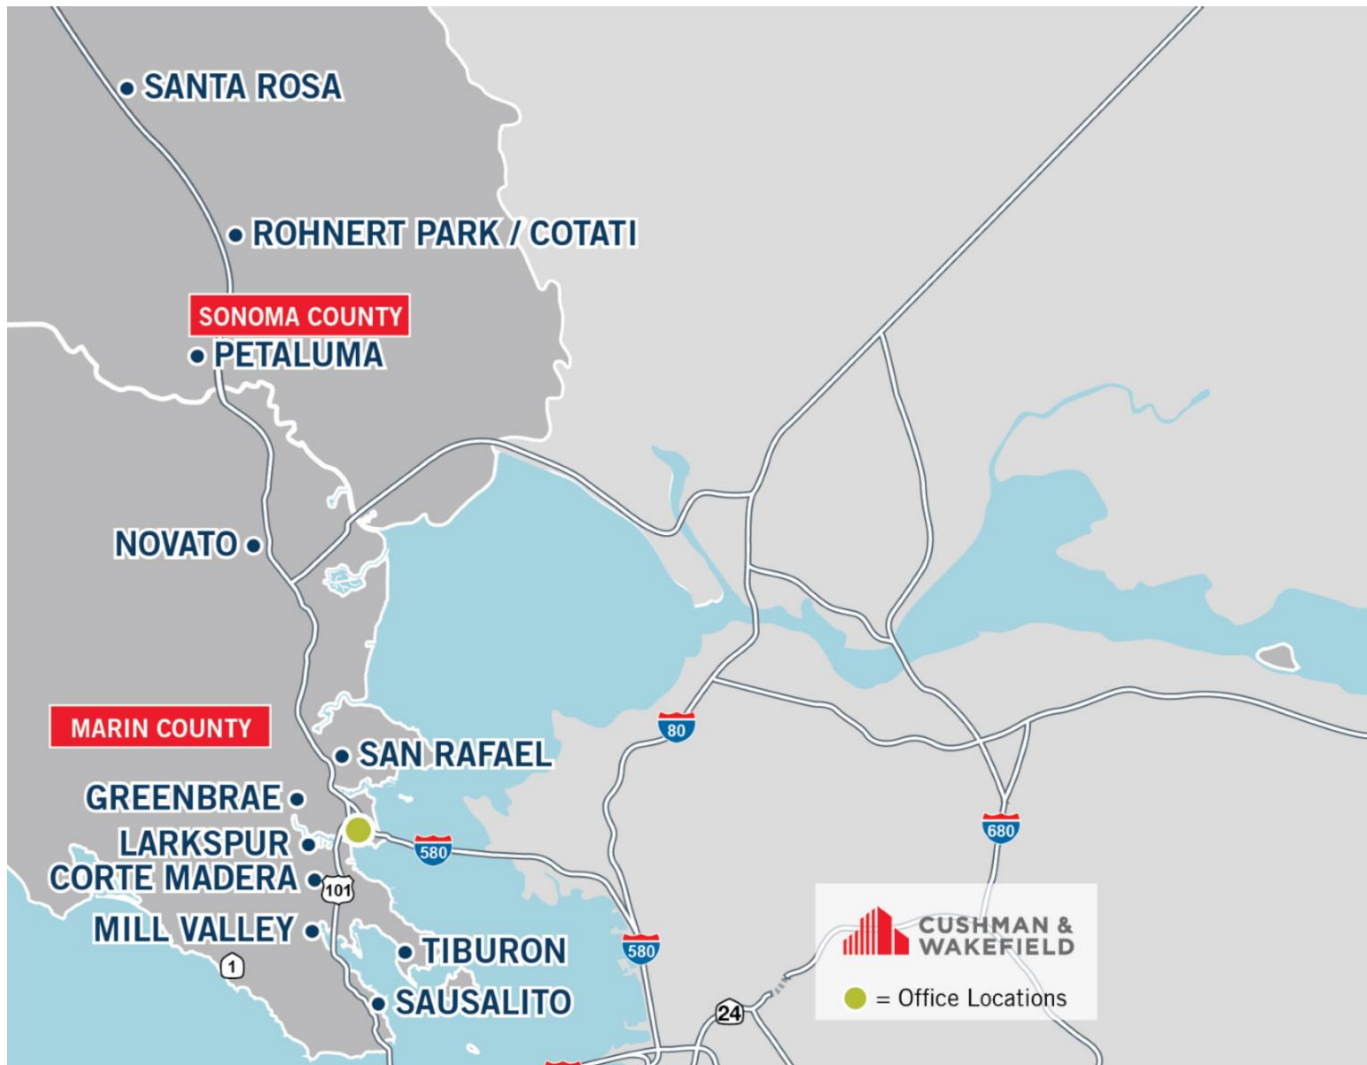 SANTA ROSA
ROHNERT PARK / COTATI
SONOMA COUNTY
PETALUMA
NOVATO
MARIN COUNTY
80
SAN RAFAEL
GREENBRAE
680
LARKSPUR
580
CORTE MADERA
101
MILL VALLEY
CUSHMAN &
WAKEFIELD
580
TIBURON
1
= Office Locations
SAUSALITO
24